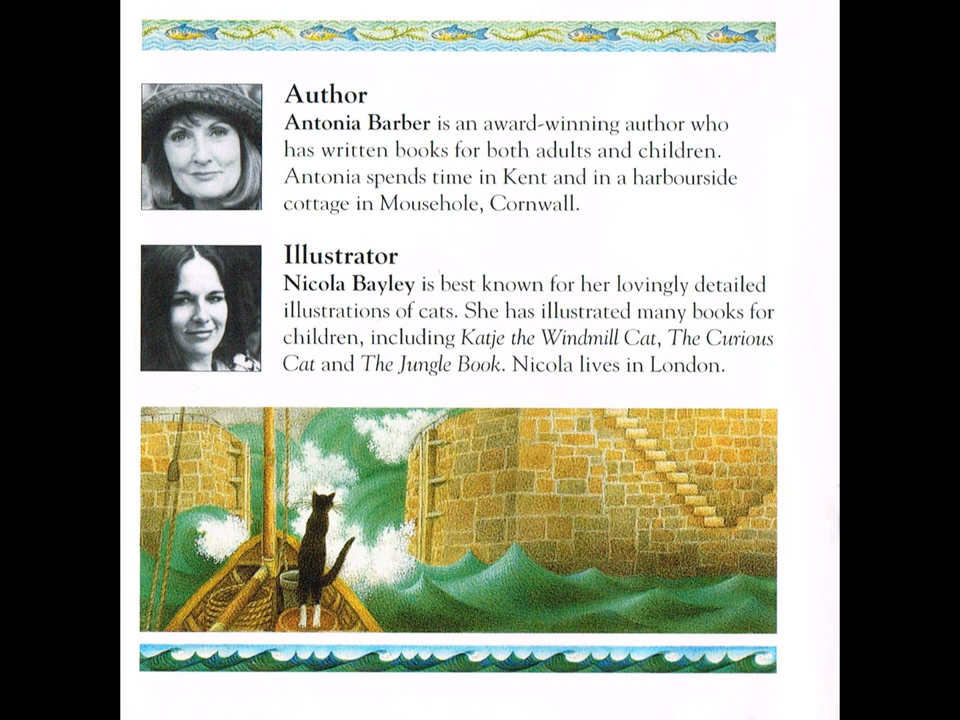 Author
Antonia Barber is an award-winning author who
has written books for both adults and children.
Antonia spends time in Kent and in a harbourside
cottage in Mousehole, Cornwall.
Illustrator
Nicola Bayley is best known for her lovingly detailed
illustrations of cats. She has illustrated many books for
children, including Katje the Windmill Cat, The Curious
Cat and The Jungle Book. Nicola lives in London.